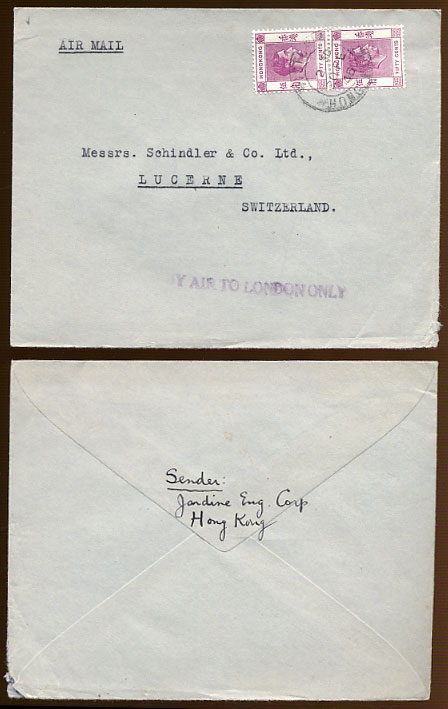 AIR MAIL
HONGKONG
FIFTY CENTS
HONGKONG
FIFTY CENTS
Messrs. Schindler & Co. Ltd.,
LUCERNE
SWITZERLAND.
Y AIR TO LONDON ONLY
Sender:
Jardine Eng. Corp
Hong Kong